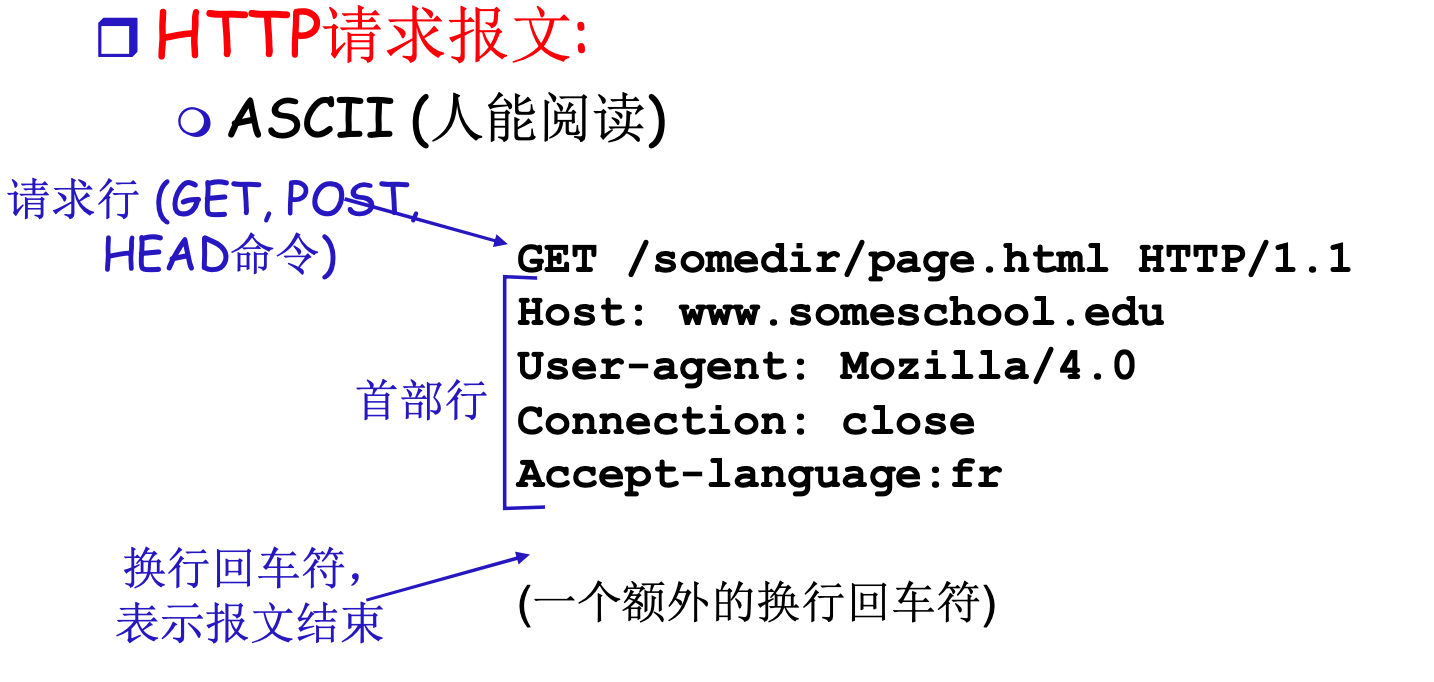 HTTP请求报文:
ASCII (人能阅读)
请求行 (GET, POST,
HEAD命令)
GET /somedir/page.html HTTP/1.1
Host: www.someschool.edu
User-agent: Mozilla/4.0
首部行
Connection: close
Accept-language:fr
换行回车符，
表示报文结束
(一个额外的换行回车符)